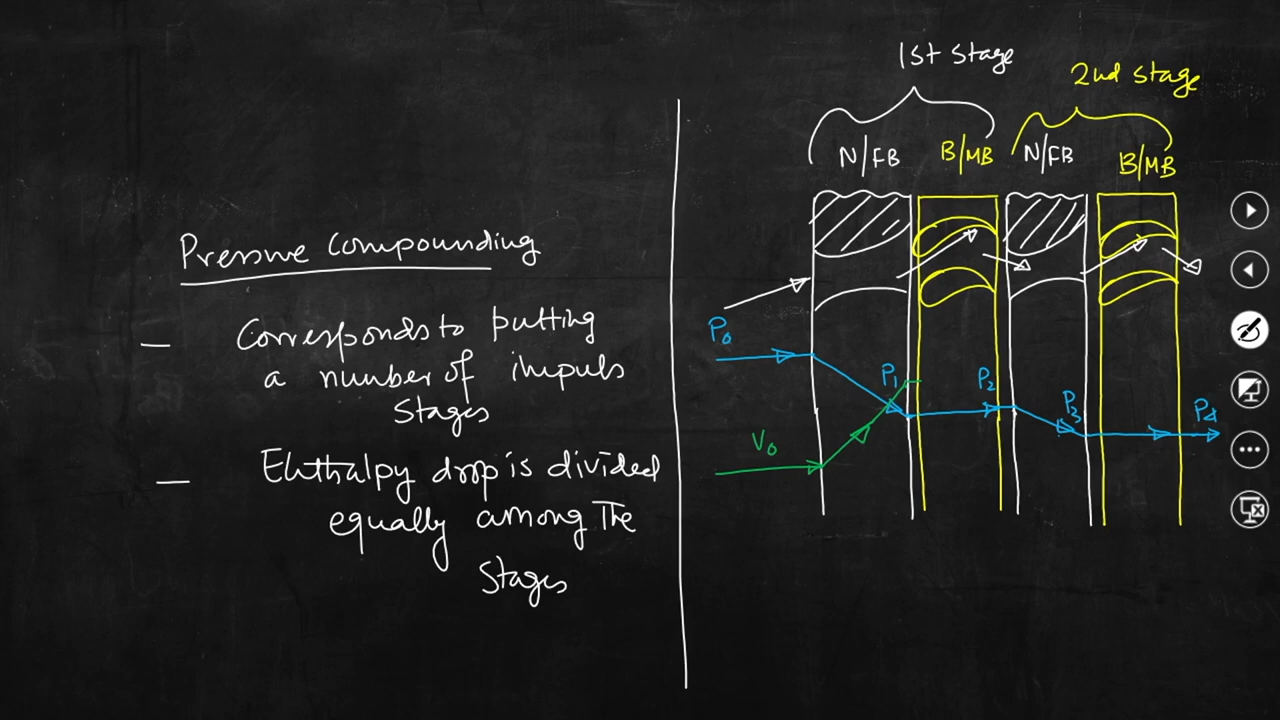 Pressure Compounding
— Corresponds to putting
a number of impuls
Stages
— Enthalpy drop is divided
equally among The
Stages
1st stage
2nd stage
N/FB
B/MB
N/FB
B/MB
P₀
P₁
P₂
P₃
P₄
V₀